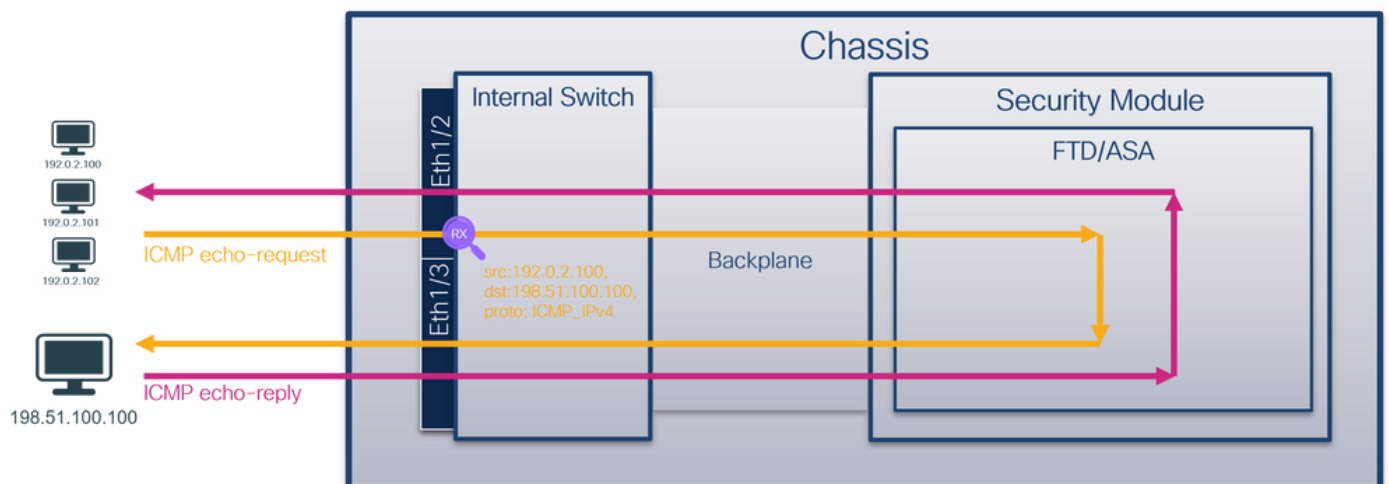 Chassis
Internal Switch
Security Module
FTD/ASA
Eth1/2
192.0.2.100
192.0.2.101
RX
ICMP echo-request
192.0.2.102
Backplane
src:192.0.2.100,
dst:198.51.100.100,
proto: ICMP_IPv4
Eth1/3
ICMP echo-reply
198.51.100.100